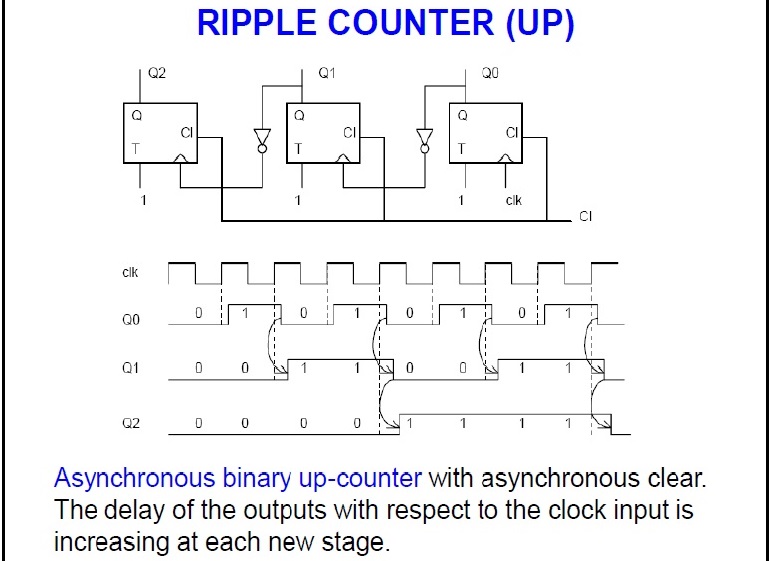 RIPPLE COUNTER (UP)
Q2 Q1 Q0
Q Q Q
Cl Cl Cl
T T T
1 1 1 clk
Cl
clk
Q0 0 1 0 1 0 1 0 1
Q1 0 0 1 1 0 0 1 1
Q2 0 0 0 0 1 1 1 1
Asynchronous binary up-counter with asynchronous clear.
The delay of the outputs with respect to the clock input is
increasing at each new stage.